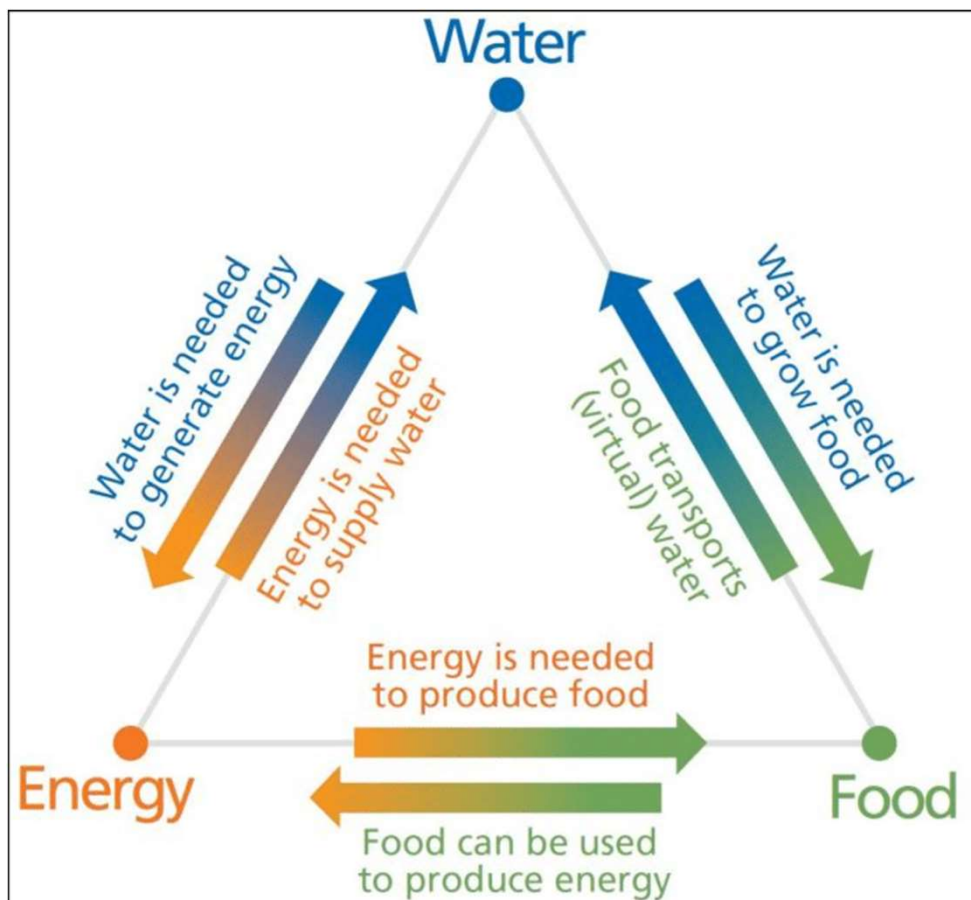 Water
Water is needed
to generate energy
Energy is needed
to supply water
Food transports
(virtual) water
Water is needed
to grow food
Energy is needed
to produce food
Energy
Food
Food can be used
to produce energy